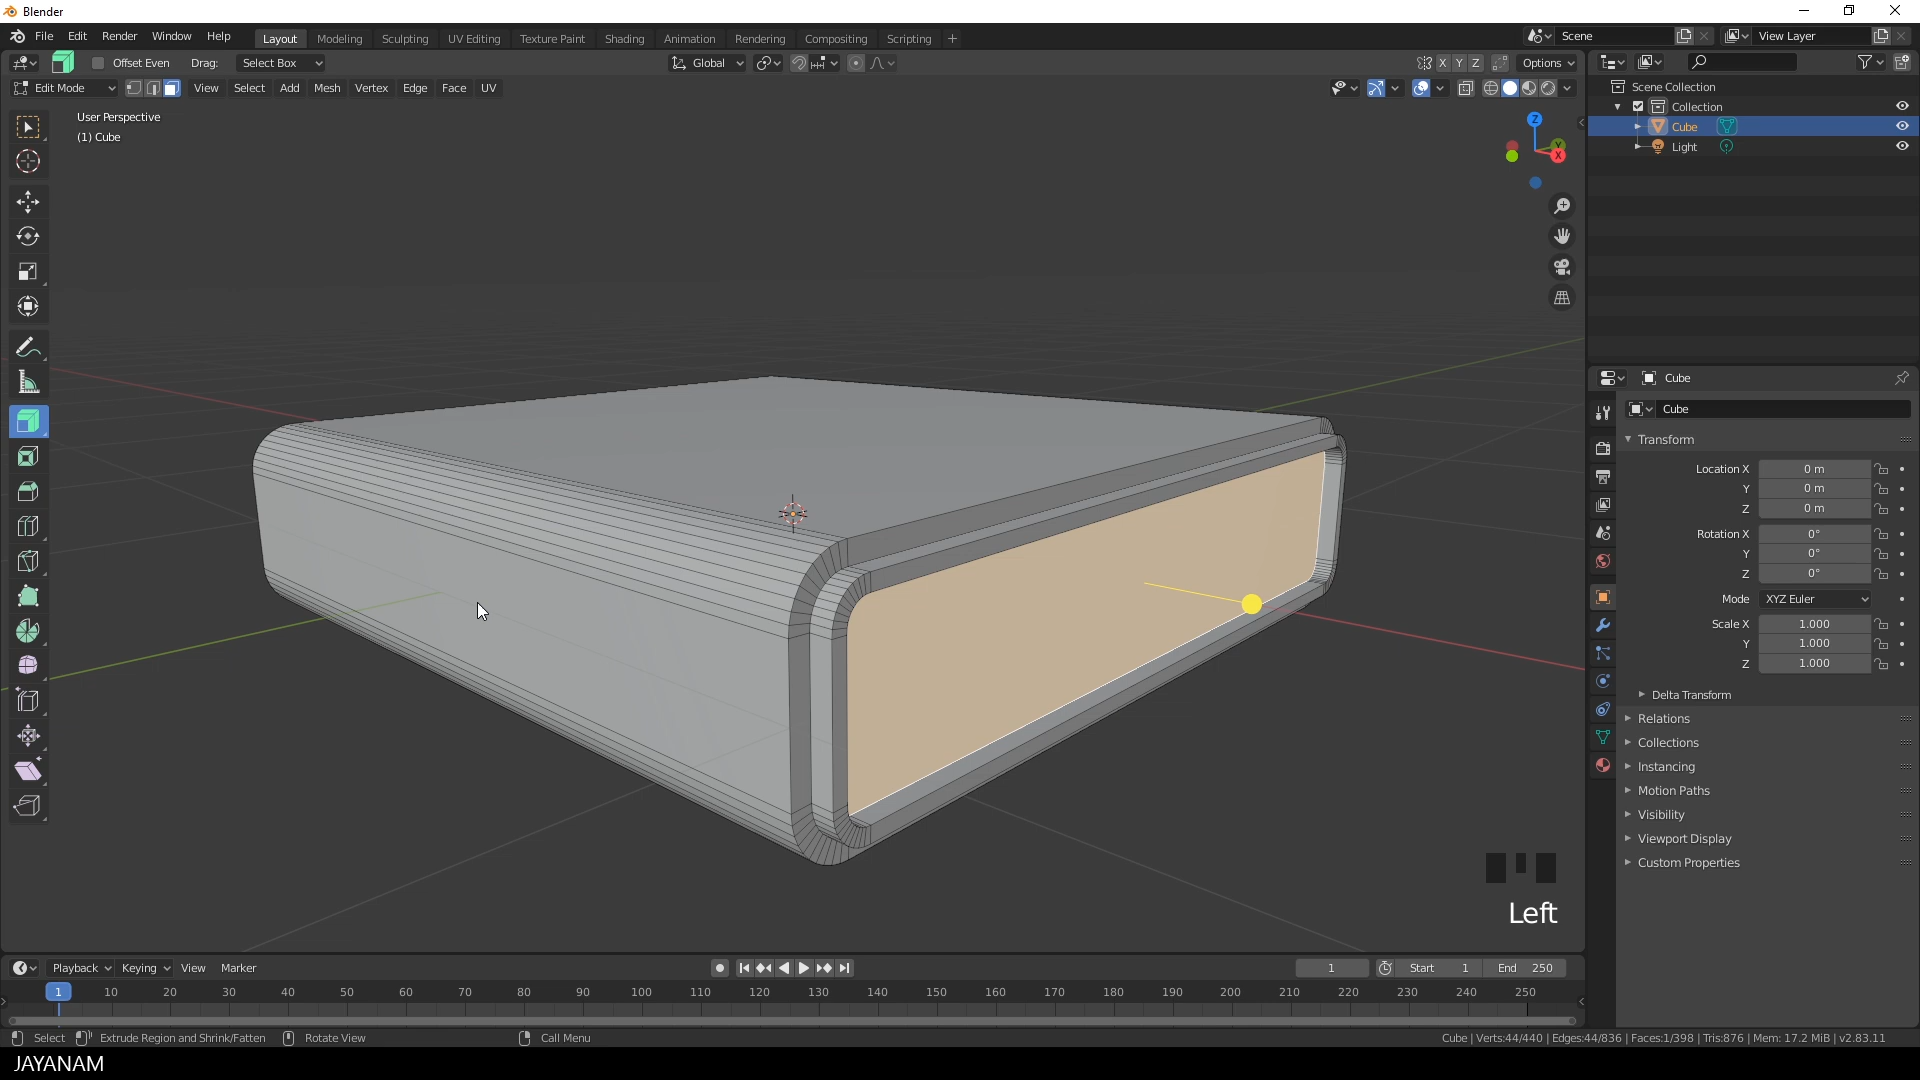 Blender
File Edit Render Window Help Layout Modeling Sculpting UV Editing Texture Paint Shading Animation Rendering Compositing Scripting + Scene View Layer
Offset Even Drag: Select Box Global X Y Z Options
Edit Mode View Select Add Mesh Vertex Edge Face UV
User Perspective
(1) Cube
Z
Y
X
Scene Collection
Collection
Cube
Light
Cube
Cube
Transform
Location X 0 m
Y 0 m
Z 0 m
Rotation X 0°
Y 0°
Z 0°
Mode XYZ Euler
Scale X 1.000
Y 1.000
Z 1.000
Delta Transform
Relations
Collections
Instancing
Motion Paths
Visibility
Viewport Display
Custom Properties
Left
Playback Keying View Marker 1 Start 1 End 250
1 10 20 30 40 50 60 70 80 90 100 110 120 130 140 150 160 170 180 190 200 210 220 230 240 250
Select Extrude Region and Shrink/Fatten Rotate View Call Menu Cube | Verts:44/440 | Edges:44/836 | Faces:1/398 | Tris:876 | Mem: 17.2 MiB | v2.83.11
JAYANAM